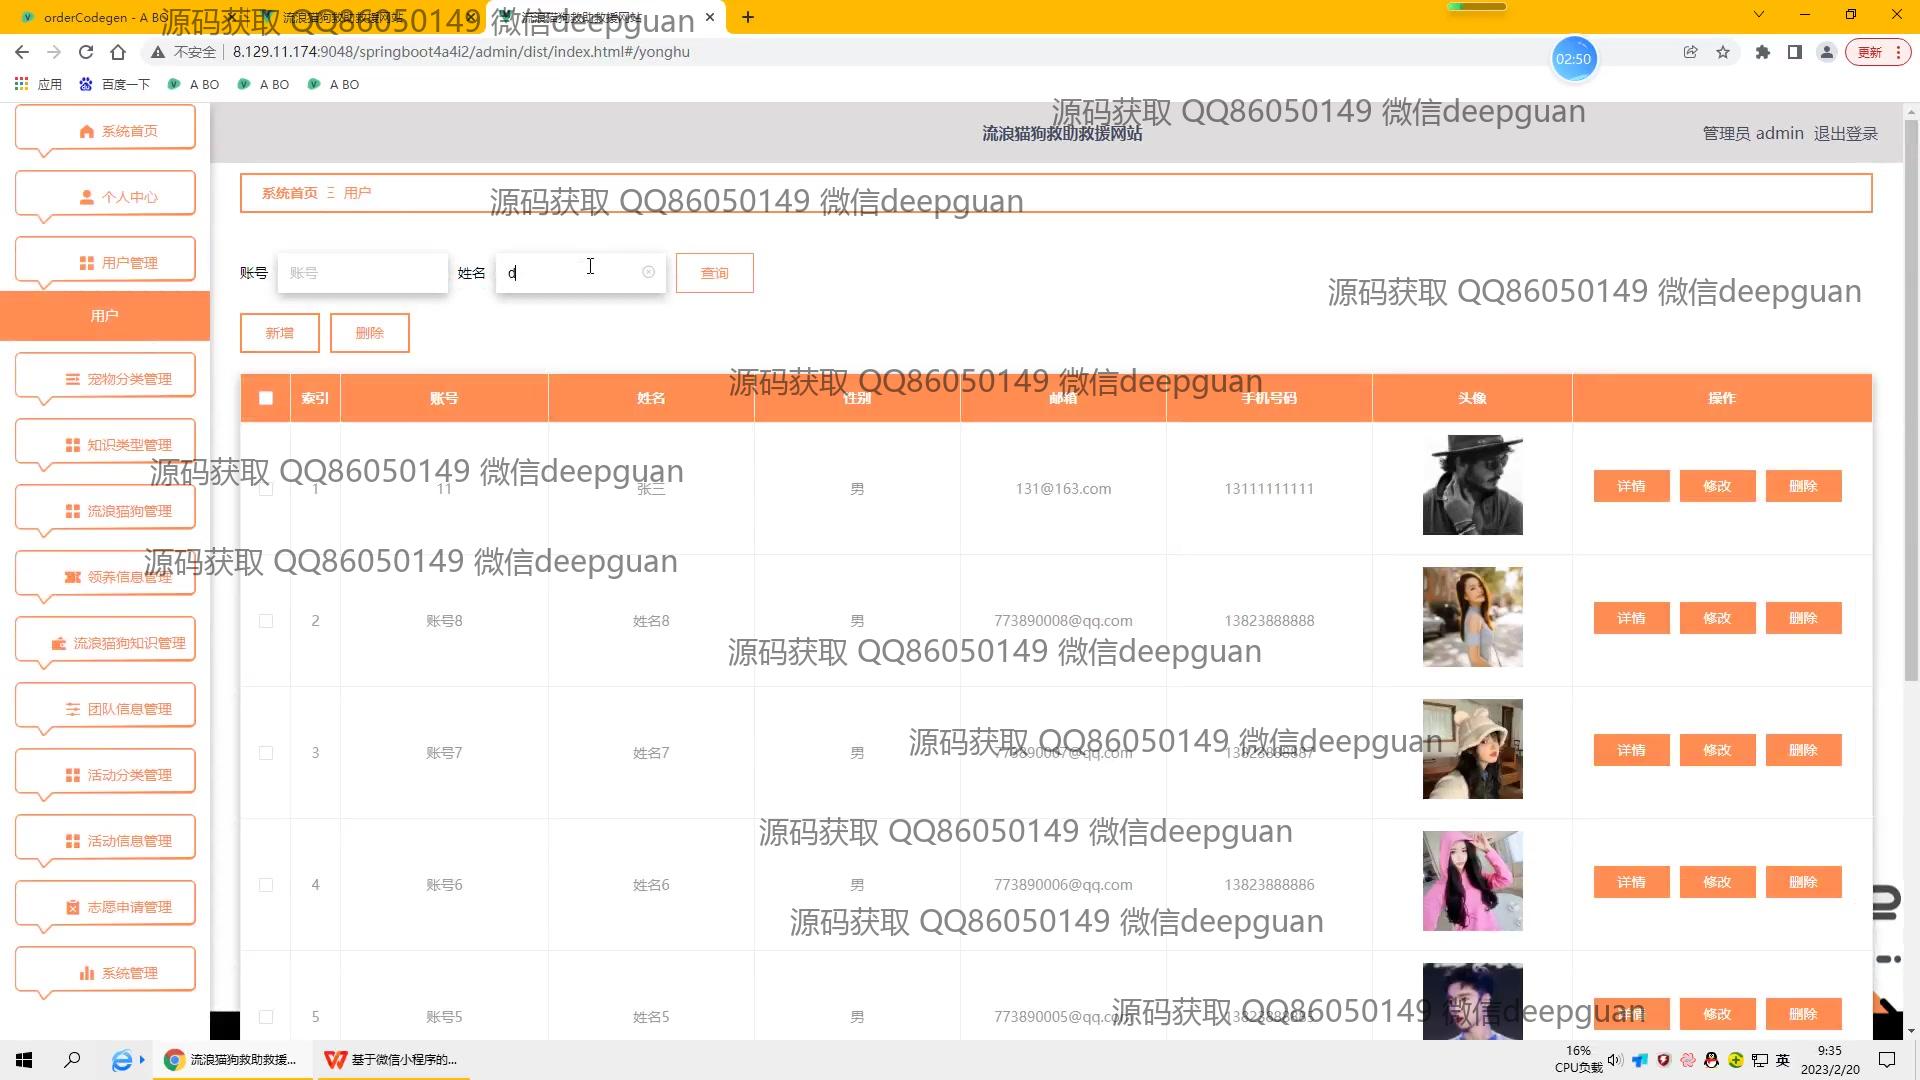 orderCodegen - A BO
流浪猫狗救助救援网站
流浪猫狗救助救援网站
源码获取 QQ86050149 微信deepguan
不安全
8.129.11.174:9048/springboot4a4i2/admin/dist/index.html#/yonghu
02:50
更新
应用 百度一下 A BO A BO A BO
源码获取 QQ86050149 微信deepguan
流浪猫狗救助救援网站
管理员 admin 退出登录
系统首页
个人中心
用户管理
用户
宠物分类管理
知识类型管理
流浪猫狗管理
领养信息管理
流浪猫狗知识管理
团队信息管理
活动分类管理
活动信息管理
志愿申请管理
系统管理
系统首页 Ξ 用户
源码获取 QQ86050149 微信deepguan
账号 账号 姓名 d 查询
源码获取 QQ86050149 微信deepguan
新增 删除
源码获取 QQ86050149 微信deepguan
索引 账号 姓名 性别 邮箱 手机号码 头像 操作
源码获取 QQ86050149 微信deepguan
1 11 张三 男 131@163.com 13111111111 详情 修改 删除
源码获取 QQ86050149 微信deepguan
2 账号8 姓名8 男 773890008@qq.com 13823888888 详情 修改 删除
源码获取 QQ86050149 微信deepguan
源码获取 QQ86050149 微信deepguan
3 账号7 姓名7 男 773890007@qq.com 13823888887 详情 修改 删除
源码获取 QQ86050149 微信deepguan
4 账号6 姓名6 男 773890006@qq.com 13823888886 详情 修改 删除
源码获取 QQ86050149 微信deepguan
源码获取 QQ86050149 微信deepguan
5 账号5 姓名5 男 773890005@qq.com 13823888885 详情 修改 删除
流浪猫狗救助救援...
基于微信小程序的...
16%
CPU负载
英
9:35
2023/2/20